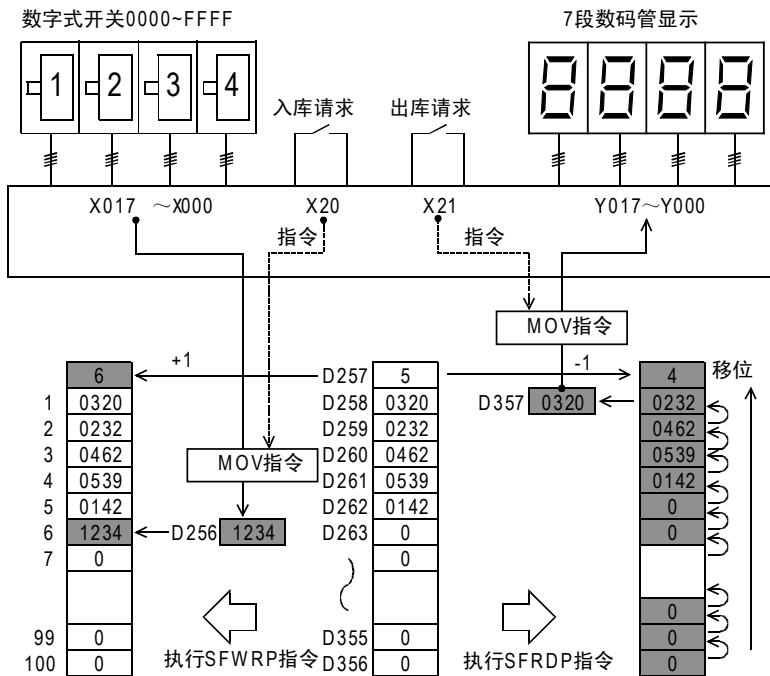 数字式开关0000~FFFF
7段数码管显示
1 2 3 4
入库请求 出库请求
8 8 8 8
X017 ～X000 X20 X21 Y017～Y000
指令 指令
MOV指令
+1 -1 移位
6 D257 5 4
1 0320 D258 0320 D357 0320 0232
2 0232 D259 0232 0462
3 0462 MOV指令 D260 0462 0539
4 0539 D261 0539 0142
5 0142 D262 0142 0
6 1234 D256 1234 D263 0 0
7 0 0
0
99 0 D355 0 0
100 0 D356 0 0
执行SFWRP指令 执行SFRDP指令